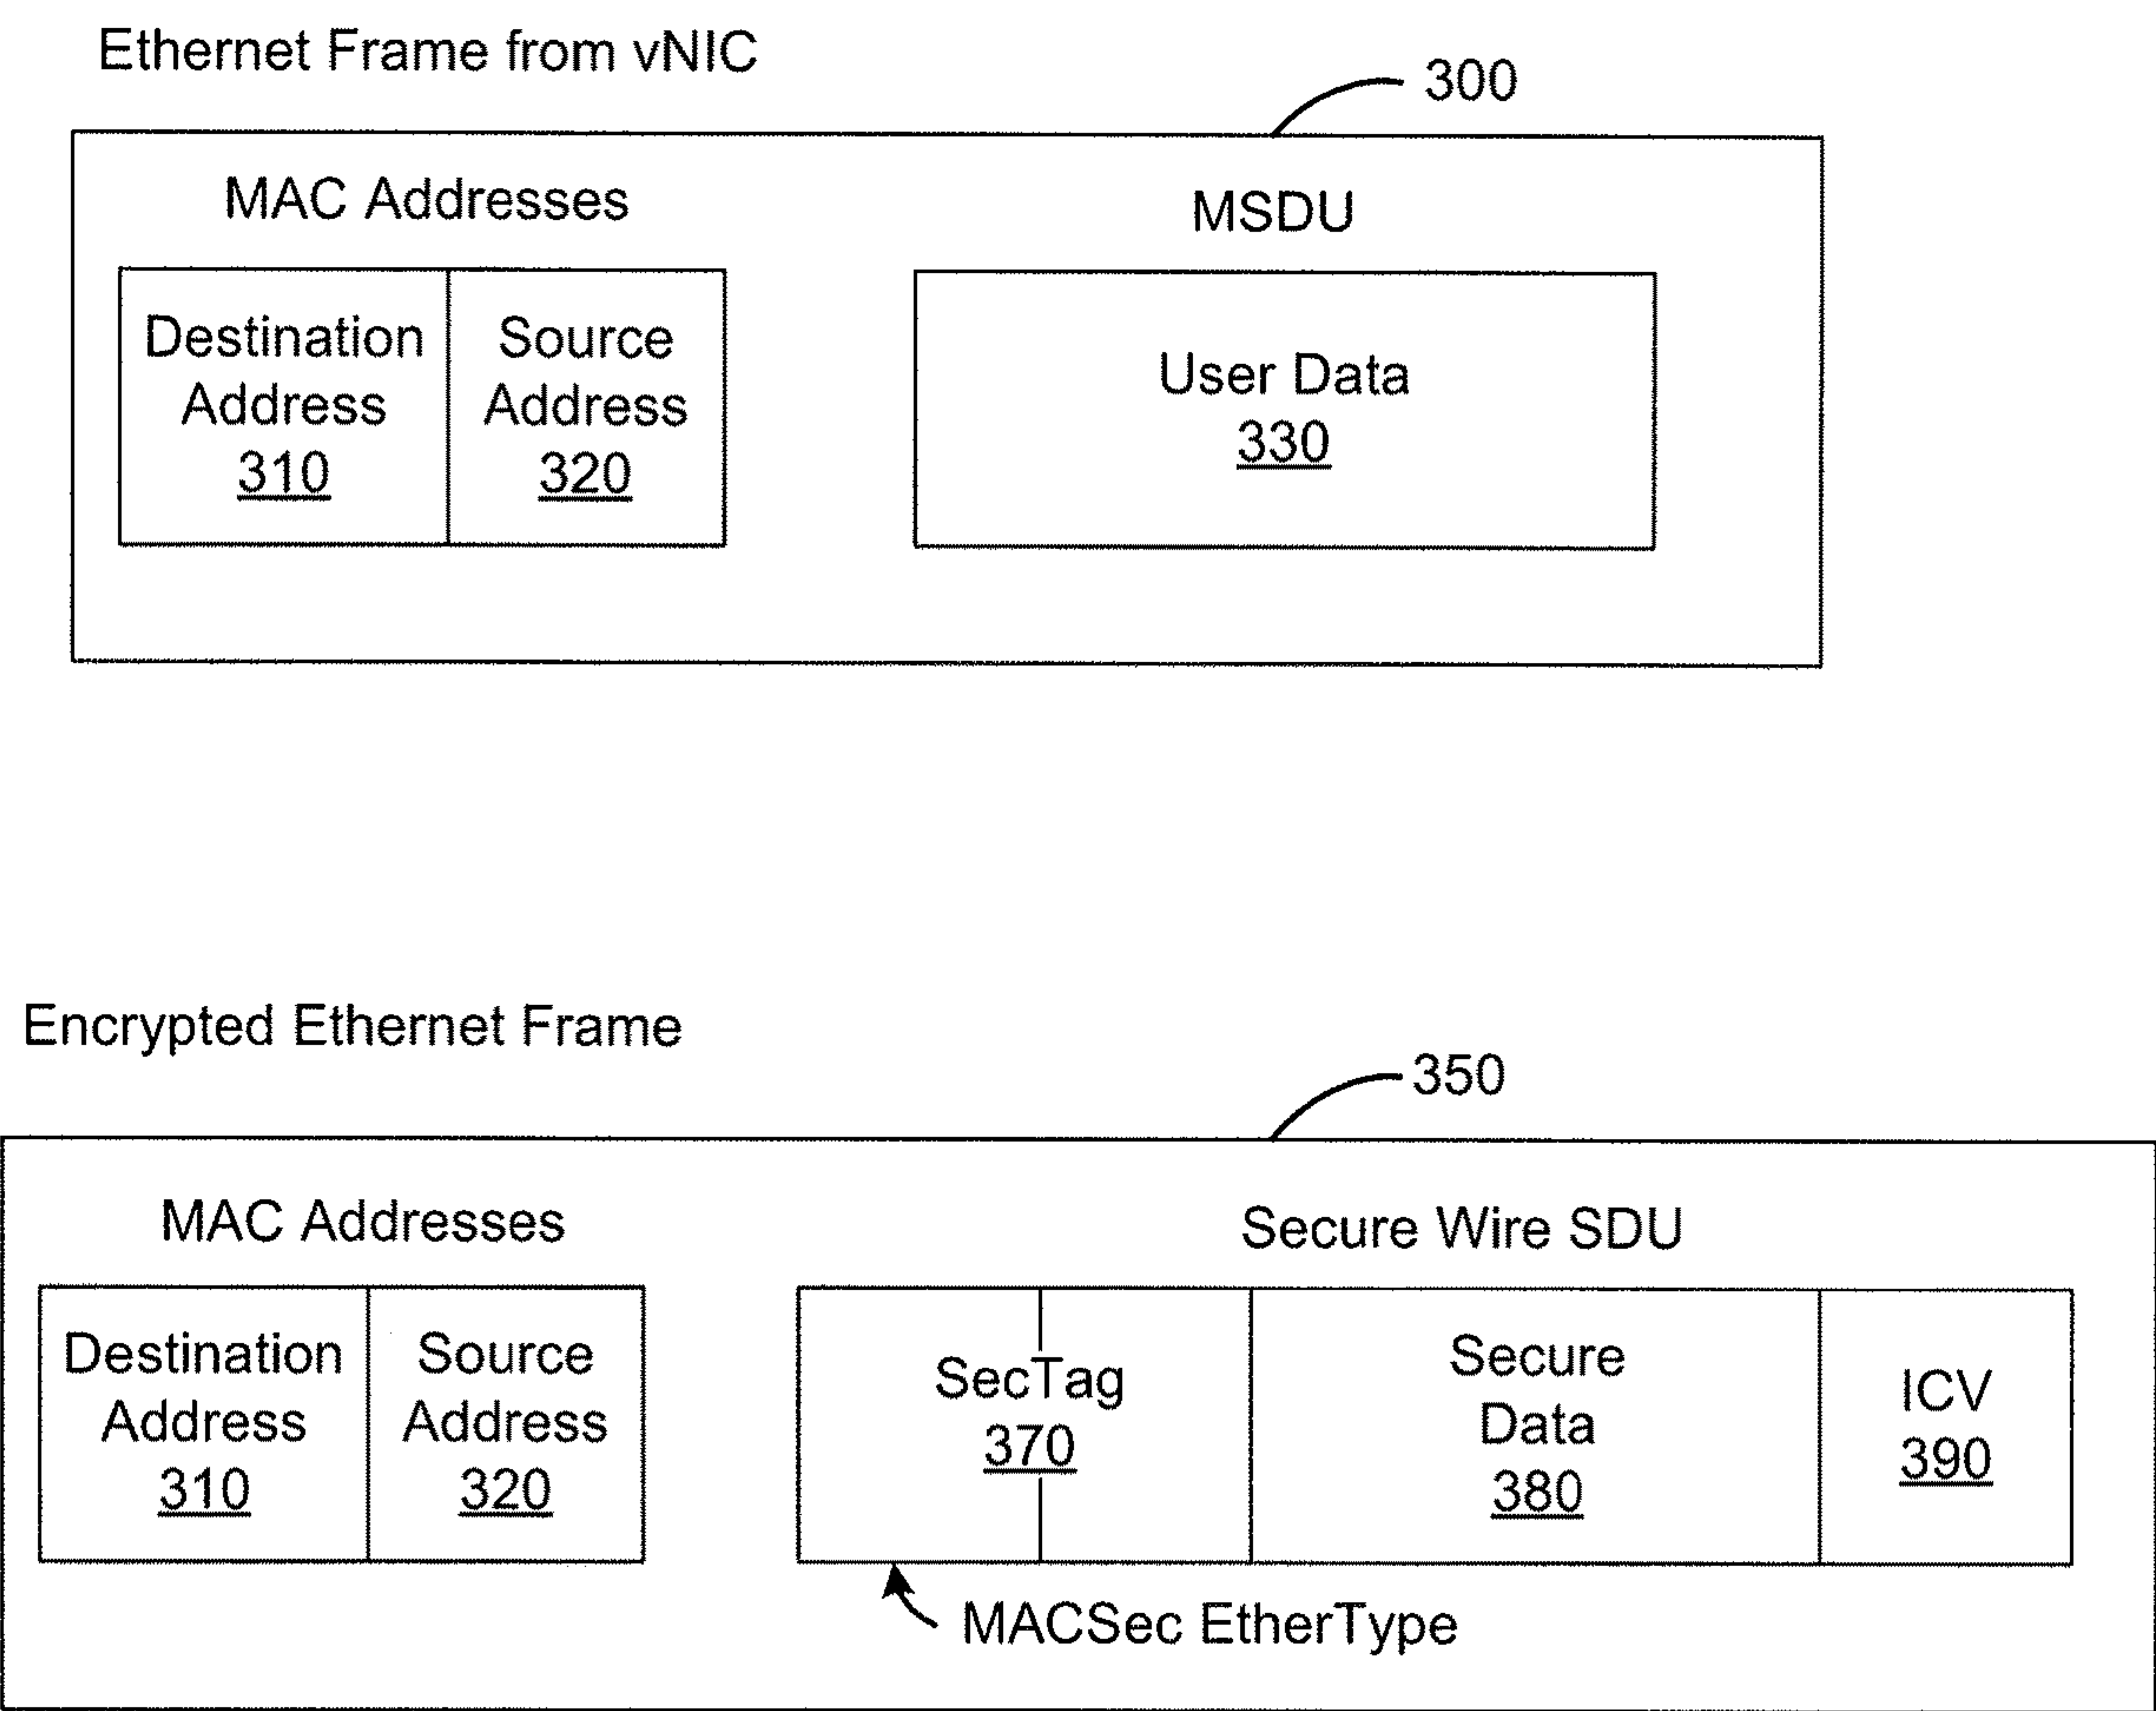 Ethernet Frame from vNIC
300
MAC Addresses
MSDU
Destination
Address
310
Source
Address
320
User Data
330
Encrypted Ethernet Frame
350
MAC Addresses
Secure Wire SDU
Destination
Address
310
Source
Address
320
SecTag
370
Secure
Data
380
ICV
390
MACSec EtherType